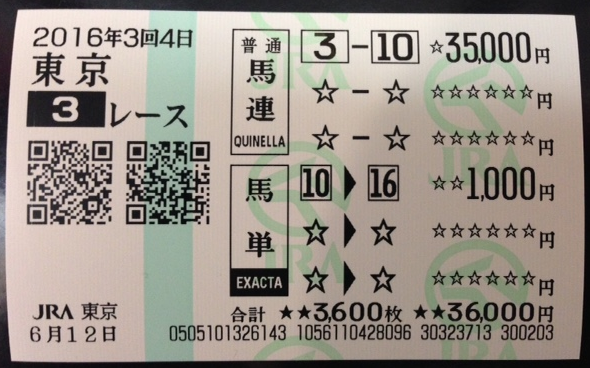 2016年3回4日
東京
3レース
普通
馬連
QUINELLA
3-10 ☆35,000円
☆-☆ ☆☆☆☆☆☆円
☆-☆ ☆☆☆☆☆☆円
馬単
EXACTA
10▶16 ☆☆1,000円
☆▶☆ ☆☆☆☆☆☆円
☆▶☆ ☆☆☆☆☆☆円
合計 ★★3,600枚 ★★36,000円
JRA 東京
6月12日
0505101326143 1056110428096 30323713 300203
JRA
JRA
JRA